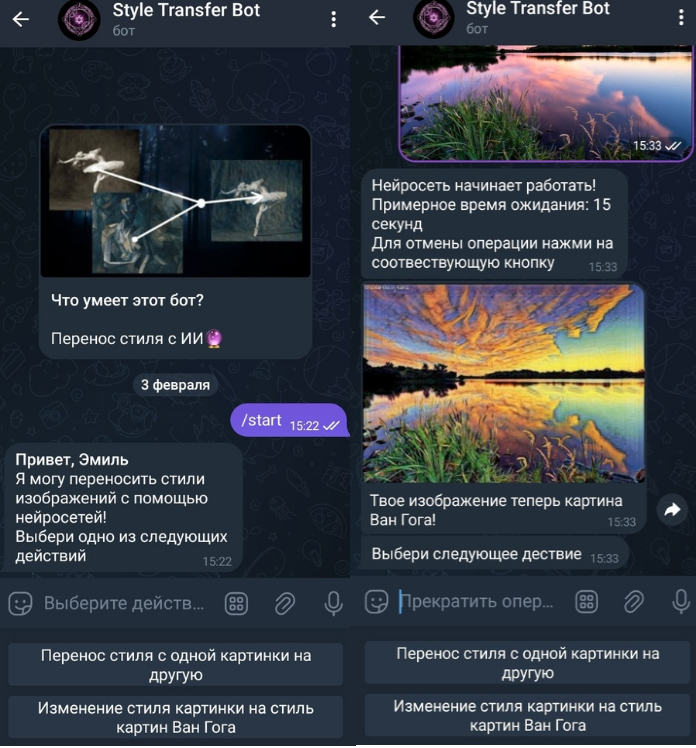 Style Transfer Bot
бот
Что умеет этот бот?
Перенос стиля с ИИ🔮
3 февраля
/start 15:22
Привет, Эмиль
Я могу переносить стили
изображений с помощью
нейросетей!
Выбери одно из следующих
действий
15:22
Выберите действ...
Перенос стиля с одной картинки на
другую
Изменение стиля картинки на стиль
картин Ван Гога
Style Transfer Bot
бот
15:33
Нейросеть начинает работать!
Примерное время ожидания: 15
секунд
Для отмены операции нажми на
соотвествующую кнопку
15:33
Твое изображение теперь картина
Ван Гога!
15:33
Выбери следующее дествие 15:33
Прекратить опер...
Перенос стиля с одной картинки на
другую
Изменение стиля картинки на стиль
картин Ван Гога